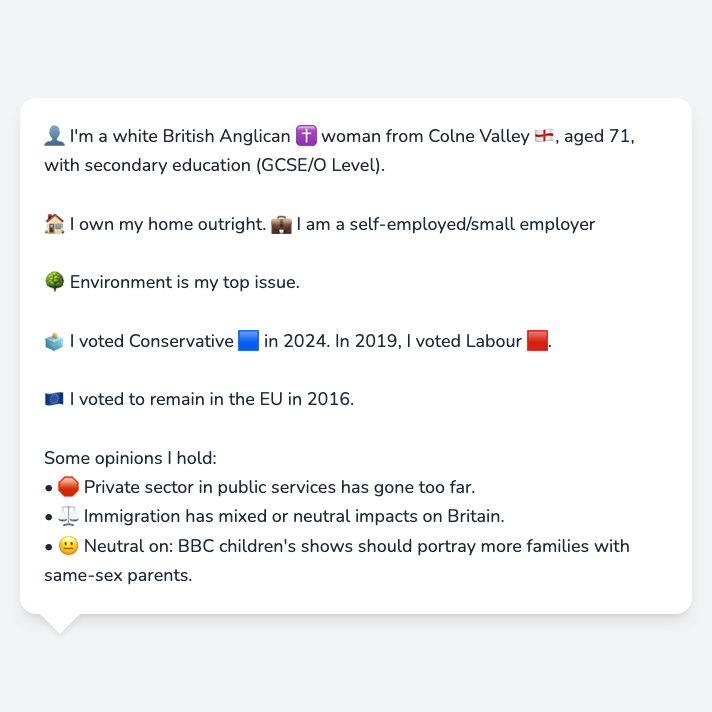 👤 I'm a white British Anglican ✝️ woman from Colne Valley 🏴󠁧󠁢󠁥󠁮󠁧󠁿, aged 71,
with secondary education (GCSE/O Level).
🏠 I own my home outright. 💼 I am a self-employed/small employer
🌳 Environment is my top issue.
🗳️ I voted Conservative 🟦 in 2024. In 2019, I voted Labour 🟥.
🇪🇺 I voted to remain in the EU in 2016.
Some opinions I hold:
• 🛑 Private sector in public services has gone too far.
• ⚖️ Immigration has mixed or neutral impacts on Britain.
• 😐 Neutral on: BBC children's shows should portray more families with
same-sex parents.